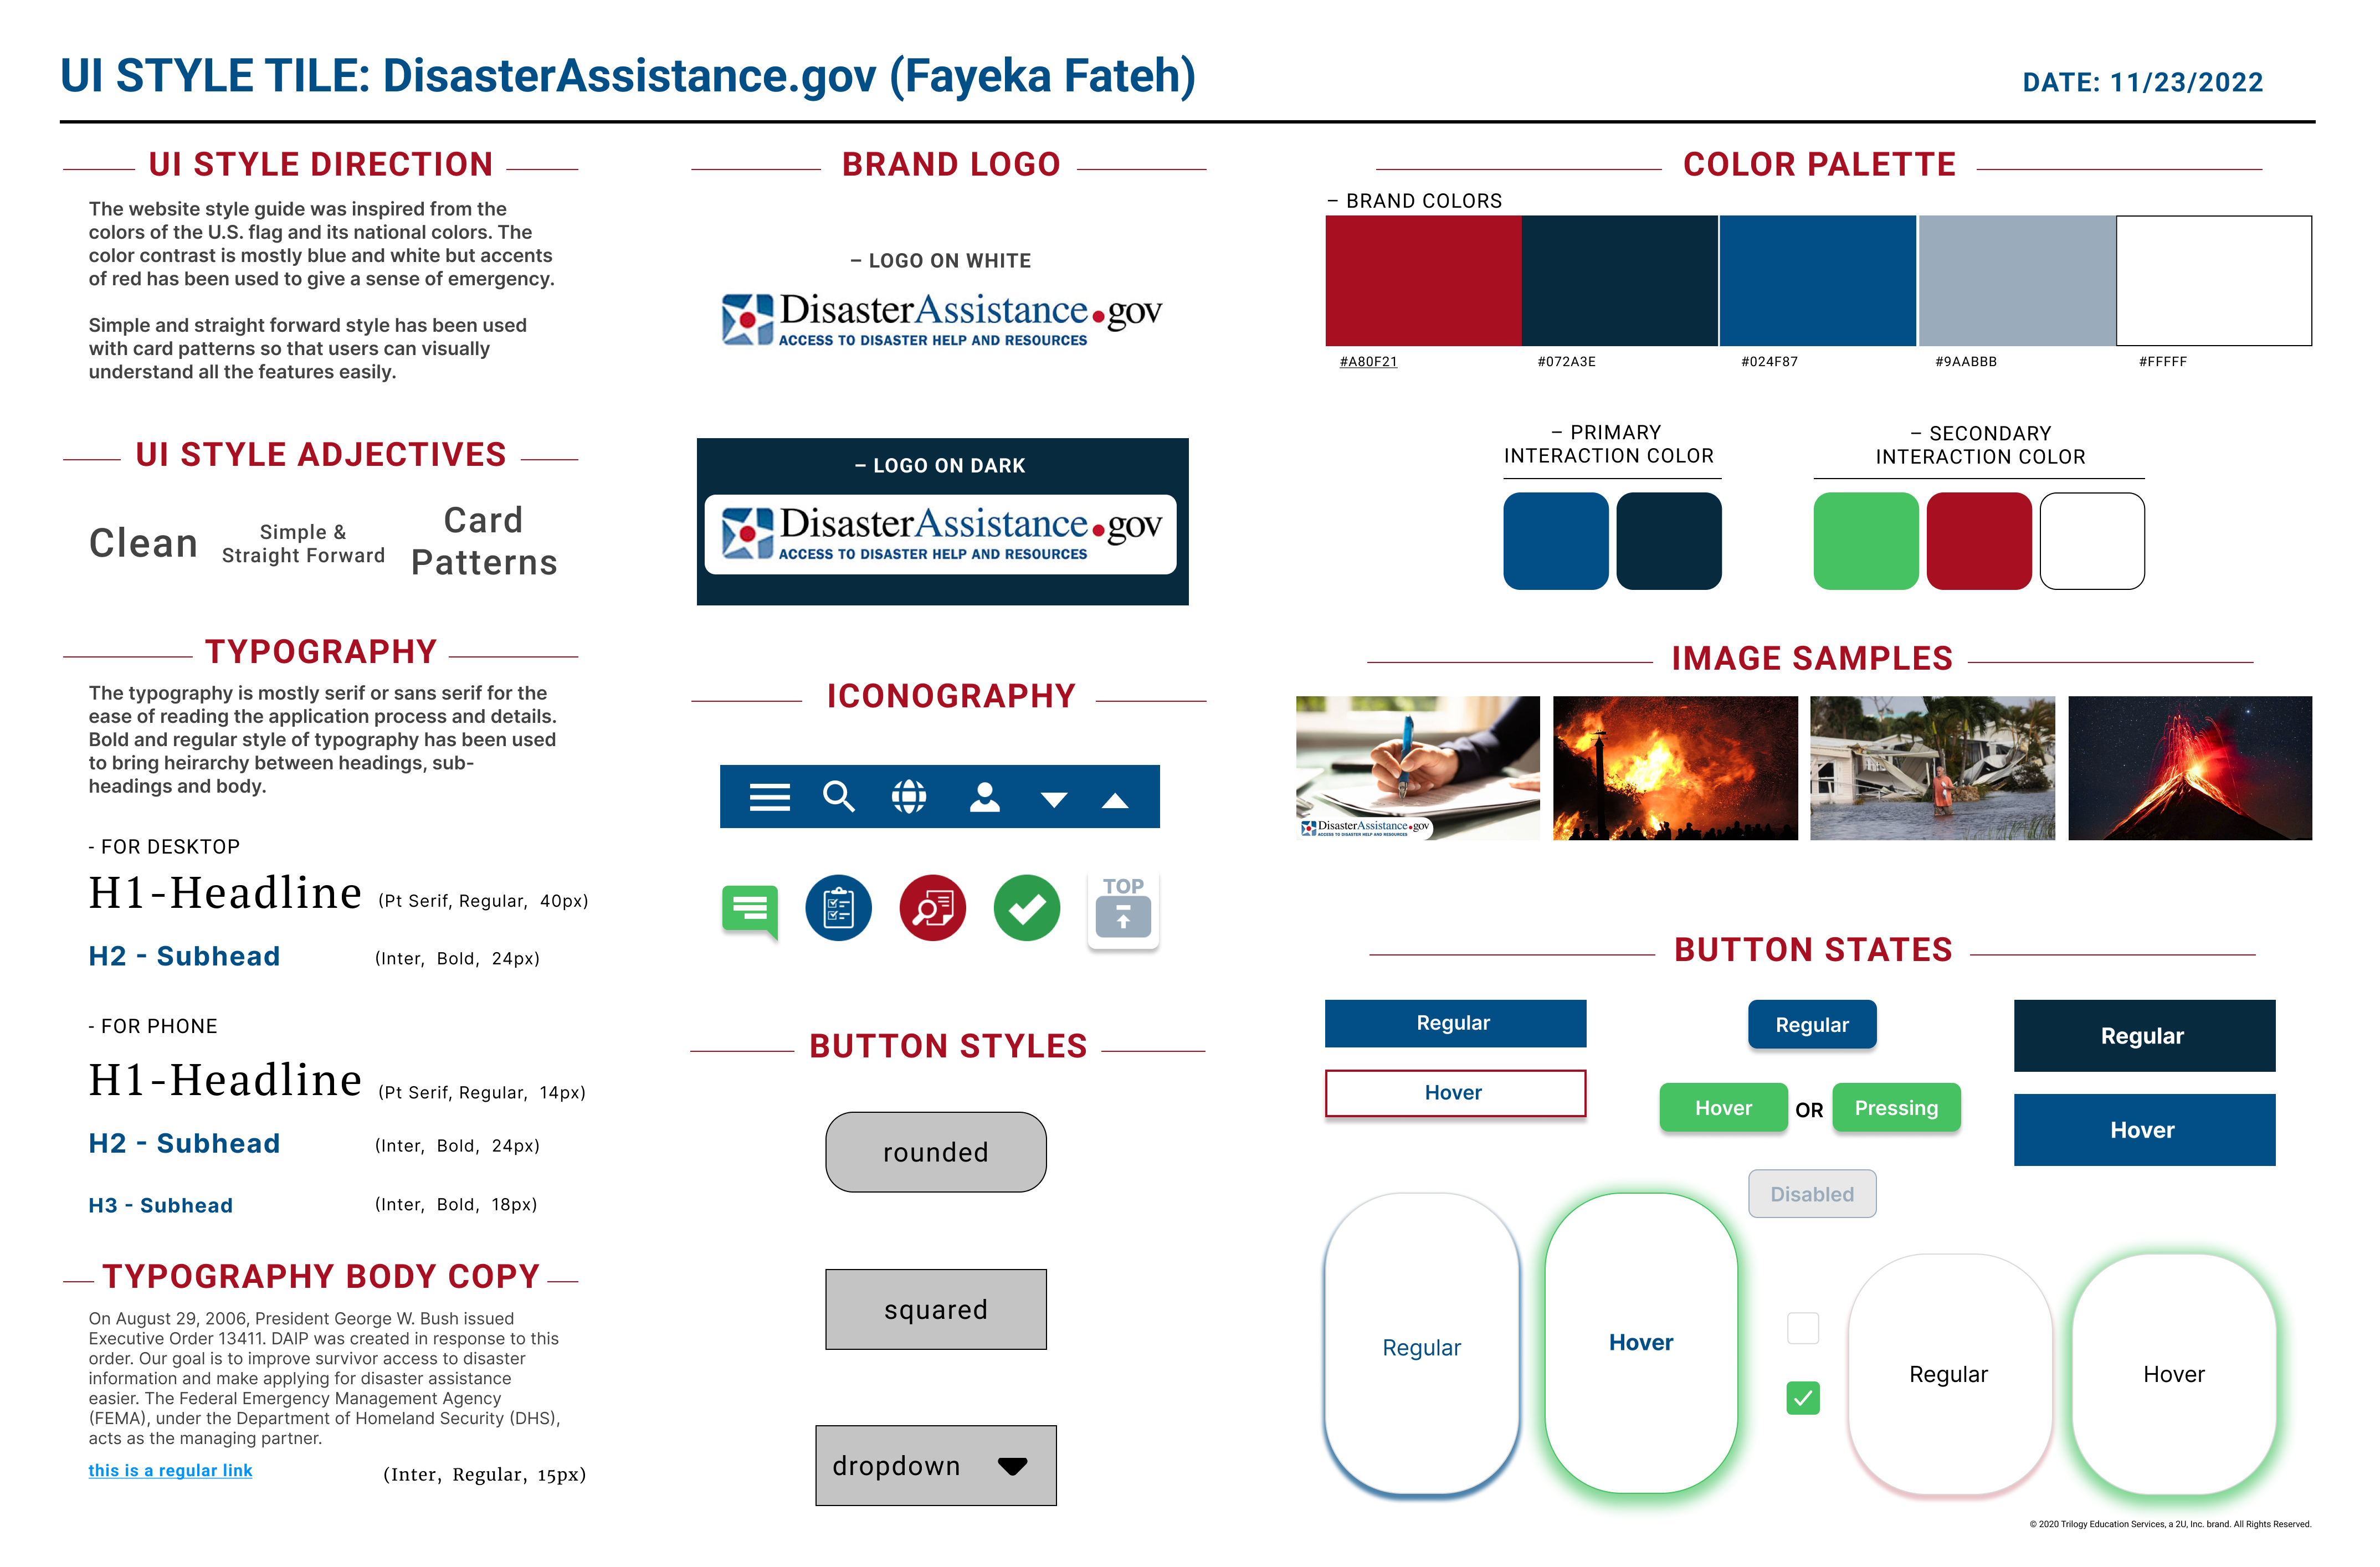 UI STYLE TILE: DisasterAssistance.gov (Fayeka Fateh)
DATE: 11/23/2022
UI STYLE DIRECTION
The website style guide was inspired from the
colors of the U.S. flag and its national colors. The
color contrast is mostly blue and white but accents
of red has been used to give a sense of emergency.
Simple and straight forward style has been used
with card patterns so that users can visually
understand all the features easily.
UI STYLE ADJECTIVES
Clean
Simple &
Straight Forward
Card
Patterns
TYPOGRAPHY
The typography is mostly serif or sans serif for the
ease of reading the application process and details.
Bold and regular style of typography has been used
to bring heirarchy between headings, sub-
headings and body.
- FOR DESKTOP
H1-Headline (Pt Serif, Regular, 40px)
H2 - Subhead (Inter, Bold, 24px)
- FOR PHONE
H1-Headline (Pt Serif, Regular, 14px)
H2 - Subhead (Inter, Bold, 24px)
H3 - Subhead (Inter, Bold, 18px)
TYPOGRAPHY BODY COPY
On August 29, 2006, President George W. Bush issued
Executive Order 13411. DAIP was created in response to this
order. Our goal is to improve survivor access to disaster
information and make applying for disaster assistance
easier. The Federal Emergency Management Agency
(FEMA), under the Department of Homeland Security (DHS),
acts as the managing partner.
this is a regular link (Inter, Regular, 15px)
BRAND LOGO
– LOGO ON WHITE
DisasterAssistance.gov
ACCESS TO DISASTER HELP AND RESOURCES
– LOGO ON DARK
DisasterAssistance.gov
ACCESS TO DISASTER HELP AND RESOURCES
ICONOGRAPHY
TOP
BUTTON STYLES
rounded
squared
dropdown
COLOR PALETTE
– BRAND COLORS
#A80F21 #072A3E #024F87 #9AABBB #FFFFF
– PRIMARY
INTERACTION COLOR
– SECONDARY
INTERACTION COLOR
IMAGE SAMPLES
DisasterAssistance.gov
ACCESS TO DISASTER HELP AND RESOURCES
BUTTON STATES
Regular
Hover
Regular
Hover OR Pressing
Disabled
Regular
Hover
Regular
Hover
Regular
Hover
© 2020 Trilogy Education Services, a 2U, Inc. brand. All Rights Reserved.